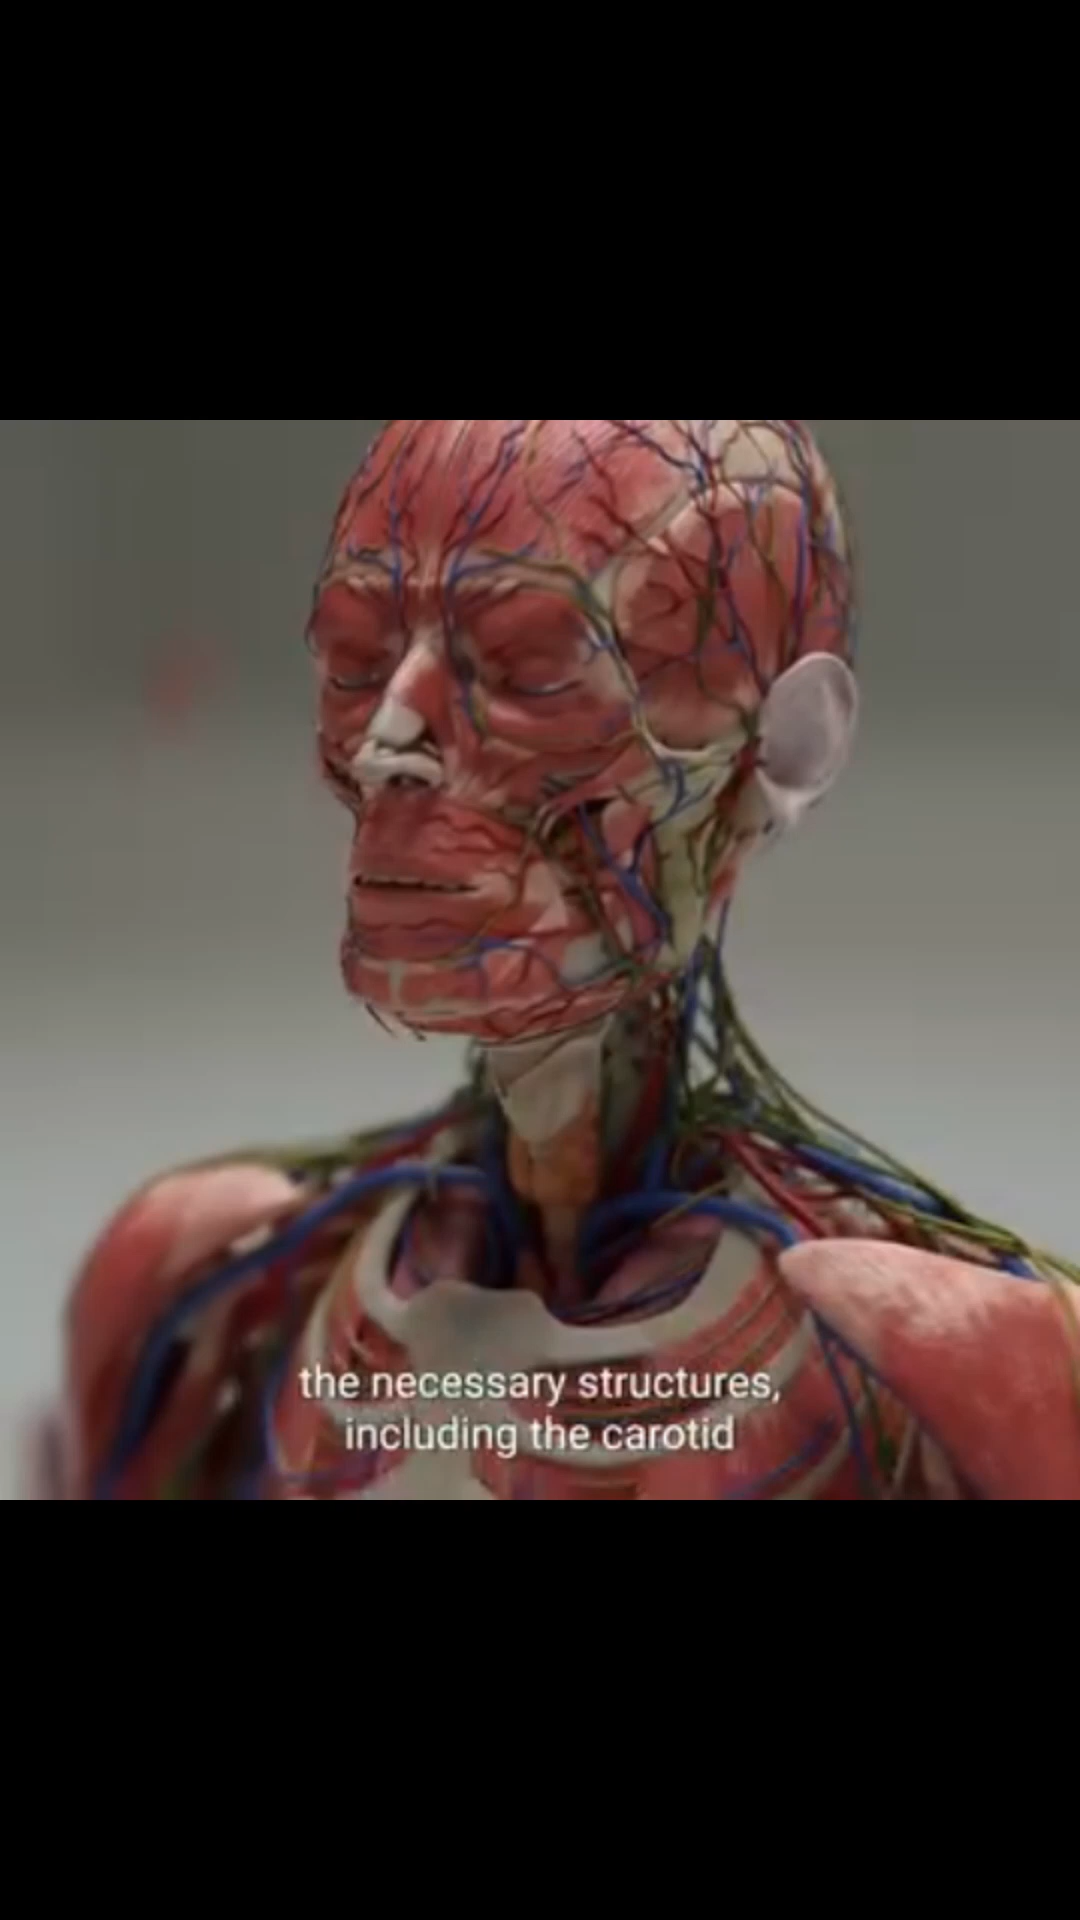 the necessary structures,
including the carotid